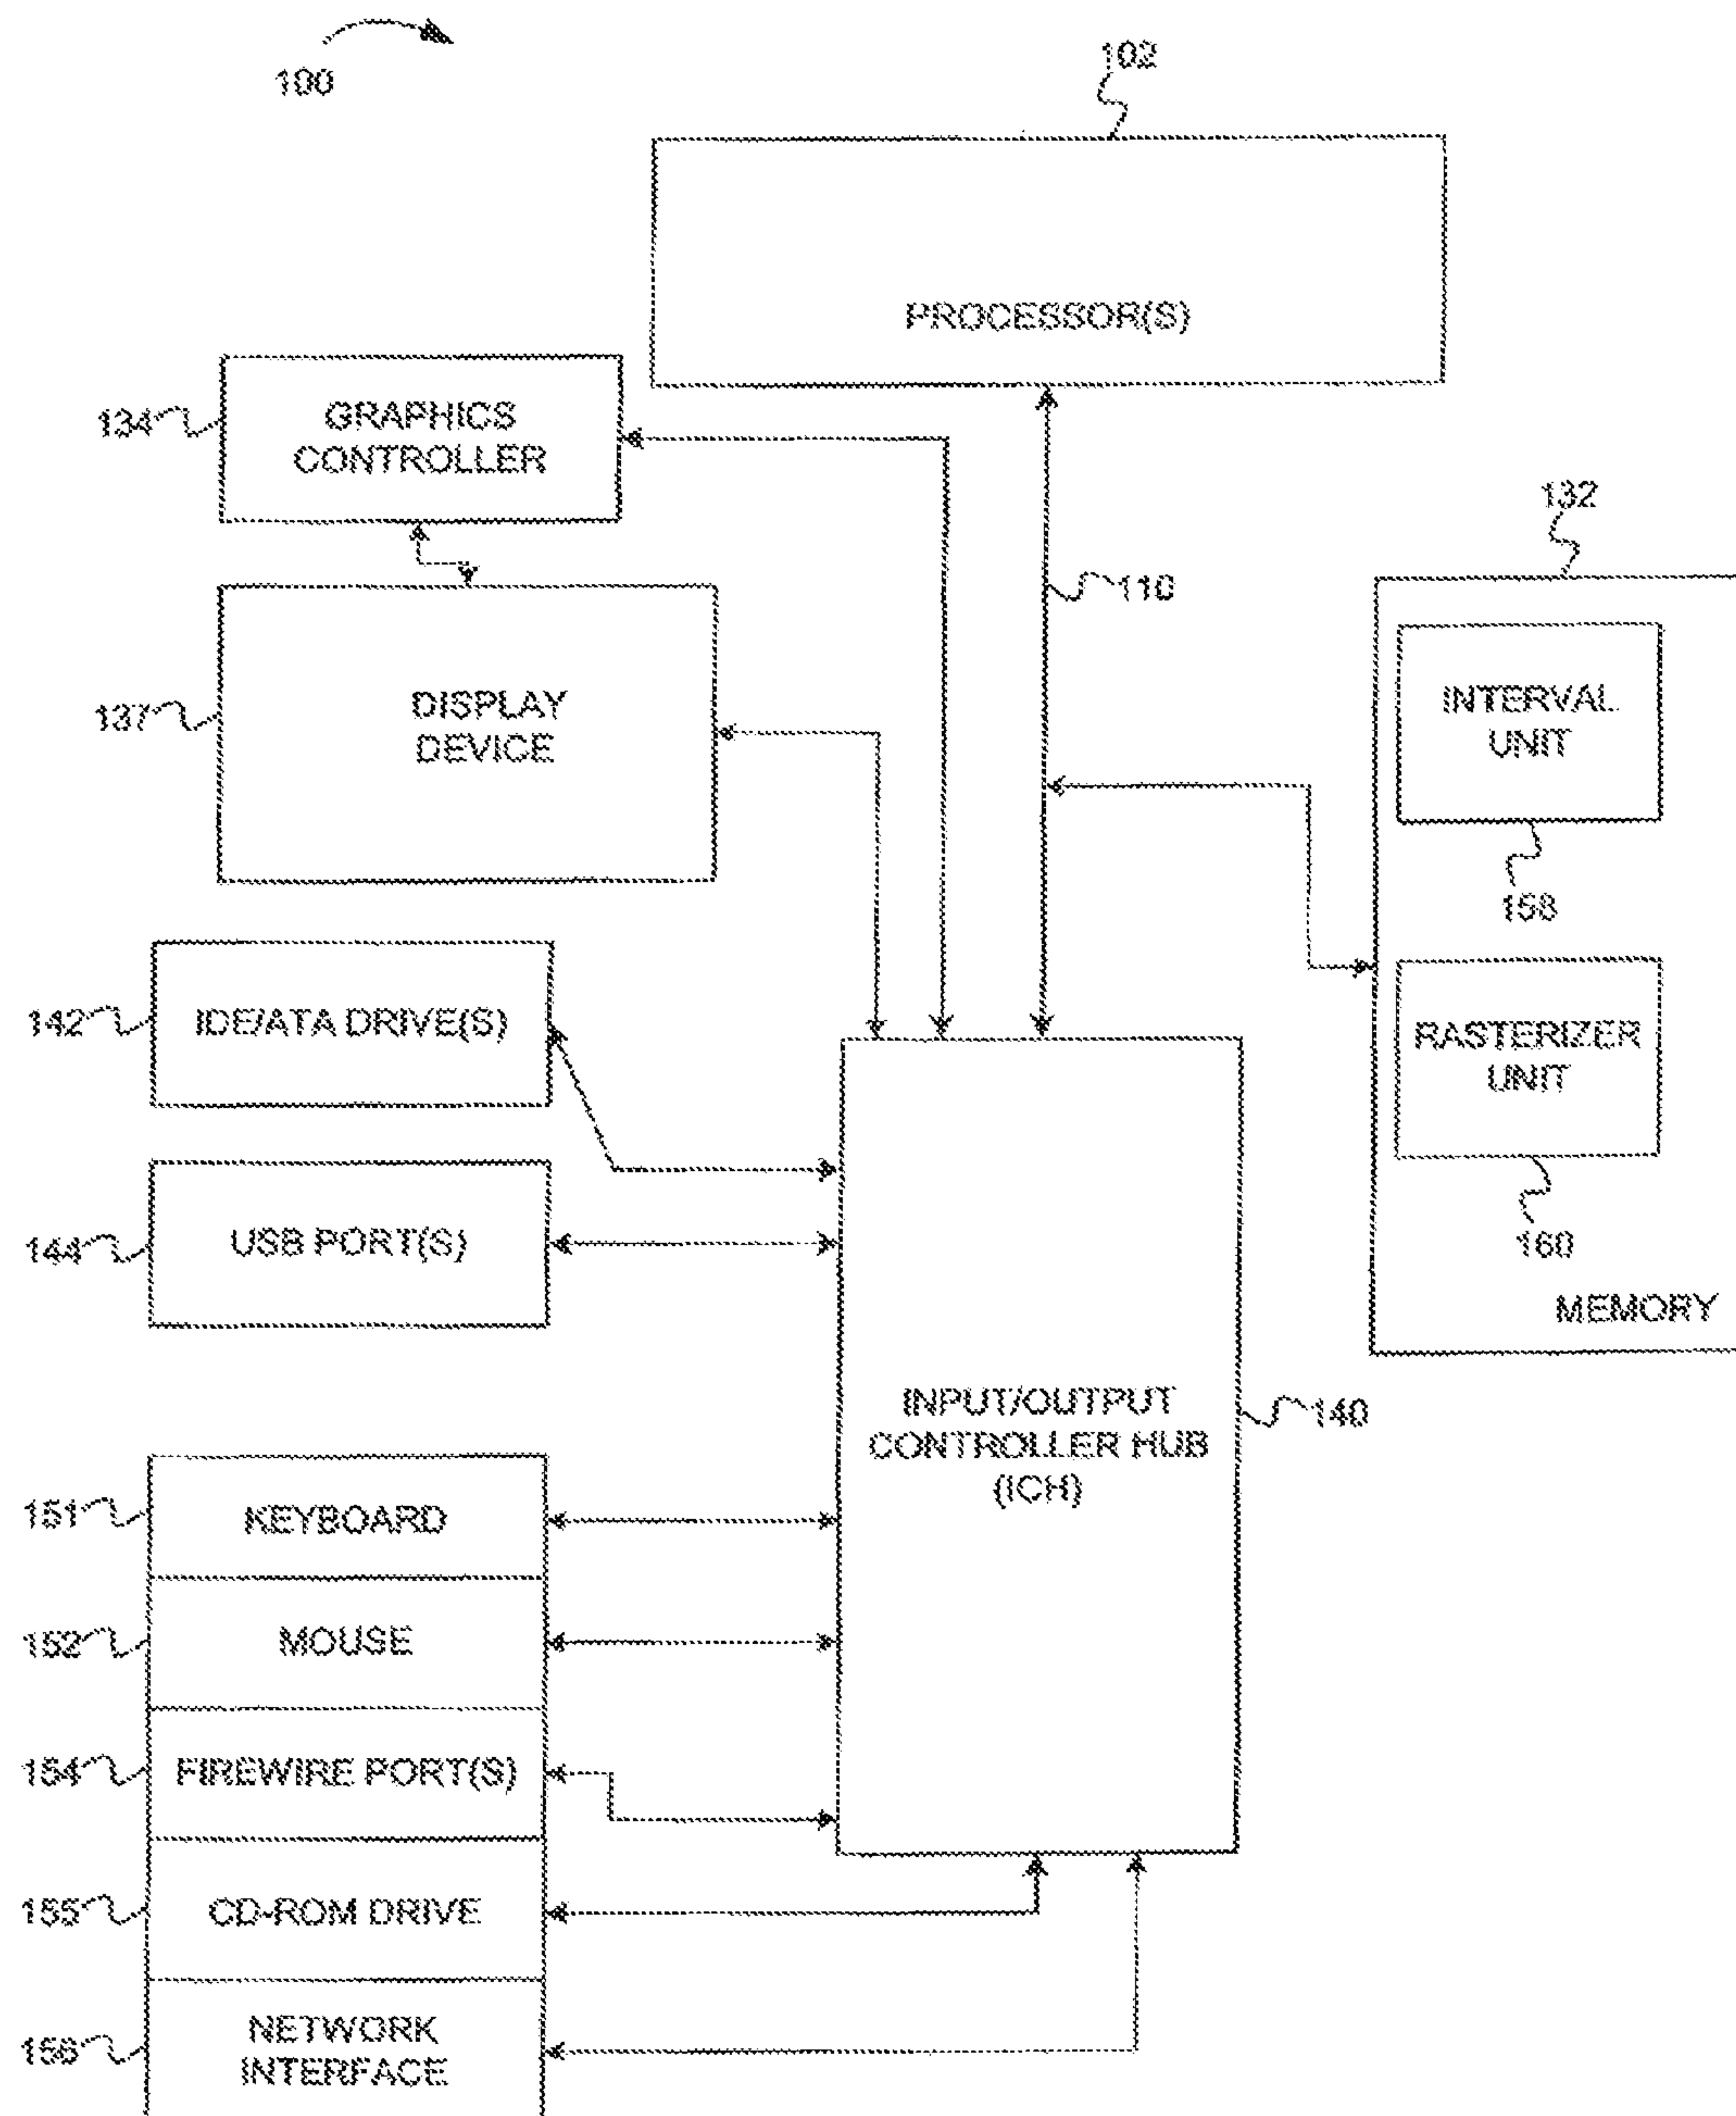 100
102
PROCESSOR(S)
134
GRAPHICS
CONTROLLER
132
110
137
DISPLAY
DEVICE
INTERVAL
UNIT
158
142
IDE/ATA DRIVE(S)
RASTERIZER
UNIT
160
MEMORY
144
USB PORT(S)
INPUT/OUTPUT
CONTROLLER HUB
(ICH)
140
151
KEYBOARD
152
MOUSE
154
FIREWIRE PORT(S)
155
CD-ROM DRIVE
156
NETWORK
INTERFACE